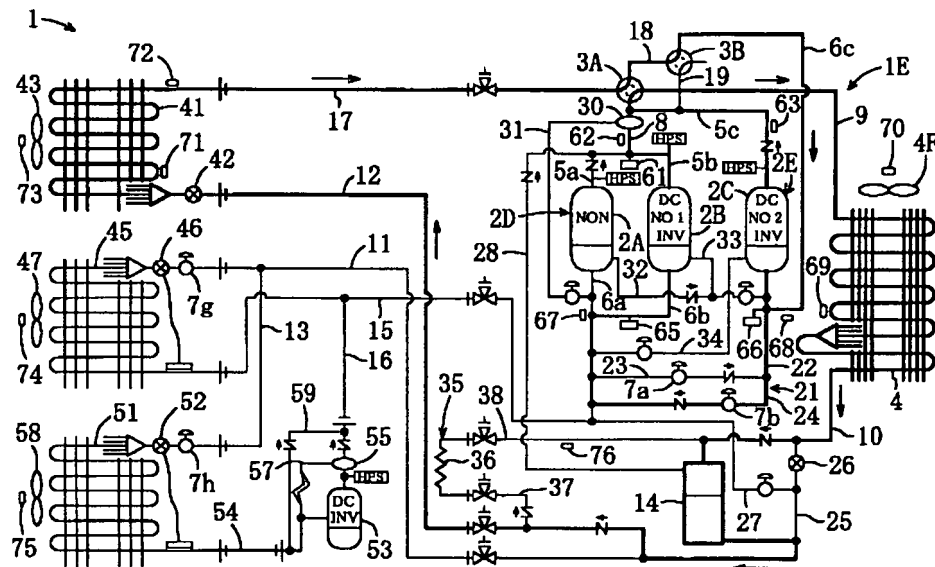 1
72
18
3B
6c
3A
19
1E
43
41
17
30
31
62
8
HPS
5c
63
9
70
4F
71
42
73
12
5a
HPS
61
5b
HPS
2E
2D
NON
2A
DC
NO 1
INV
2B
2C
DC
NO 2
INV
28
32
33
45
46
11
47
7g
13
15
16
74
6a
67
65
6b
34
66
68
69
23
7a
22
21
24
7b
4
10
51
52
59
55
35
38
58
57
7h
HPS
36
76
26
14
37
27
25
54
DC
INV
53
75